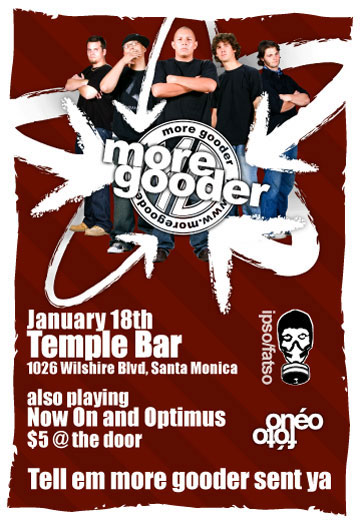 more gooder
more
gooder
www.moregooder
January 18th
Temple Bar
1026 Wilshire Blvd, Santa Monica
ipsoffatso
also playing
Now On and Optimus
$5 @ the door
onéo
Tell em more gooder sent ya